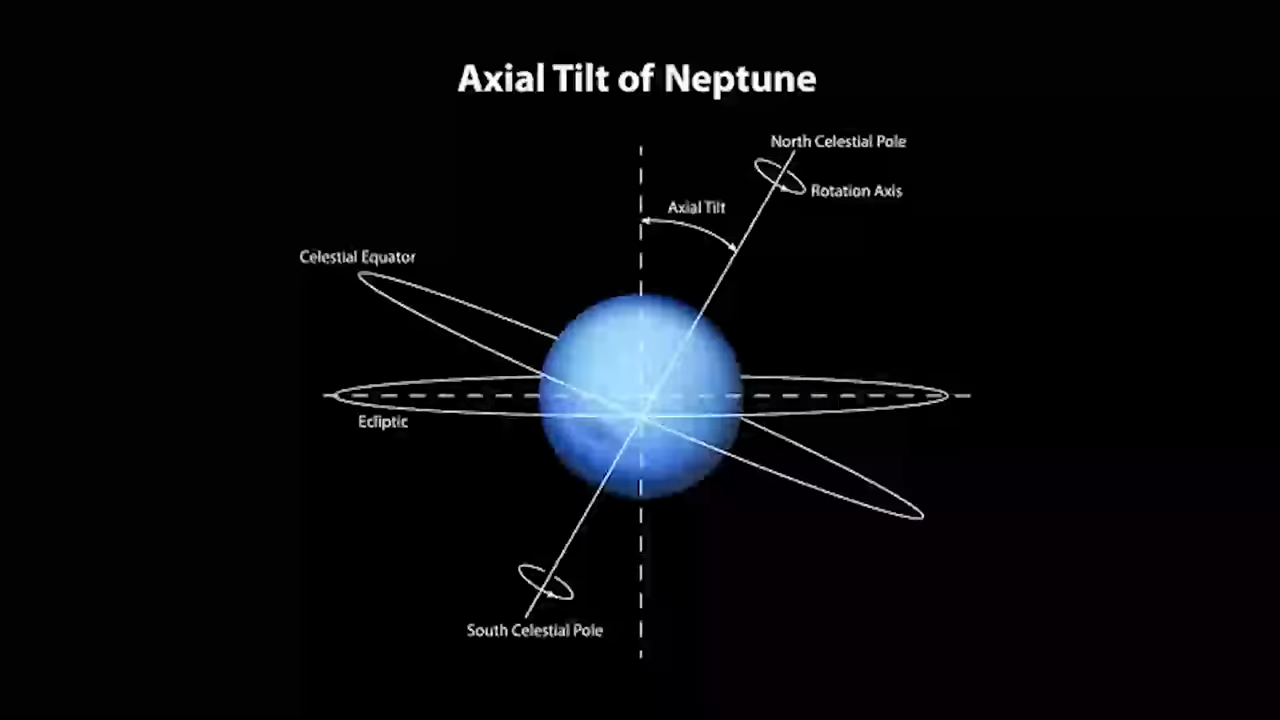 Axial Tilt of Neptune
North Celestial Pole
Rotation Axis
Axial Tilt
Celestial Equator
Ecliptic
South Celestial Pole